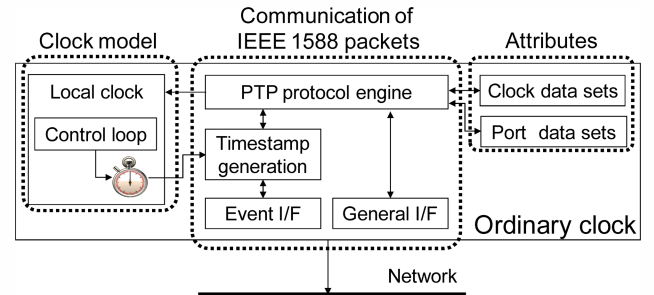 Communication of
Clock model
IEEE 1588 packets
Attributes
Local clock
PTP protocol engine
Clock data sets
Control loop
Timestamp
generation
Port data sets
Event I/F
General I/F
Ordinary clock
Network